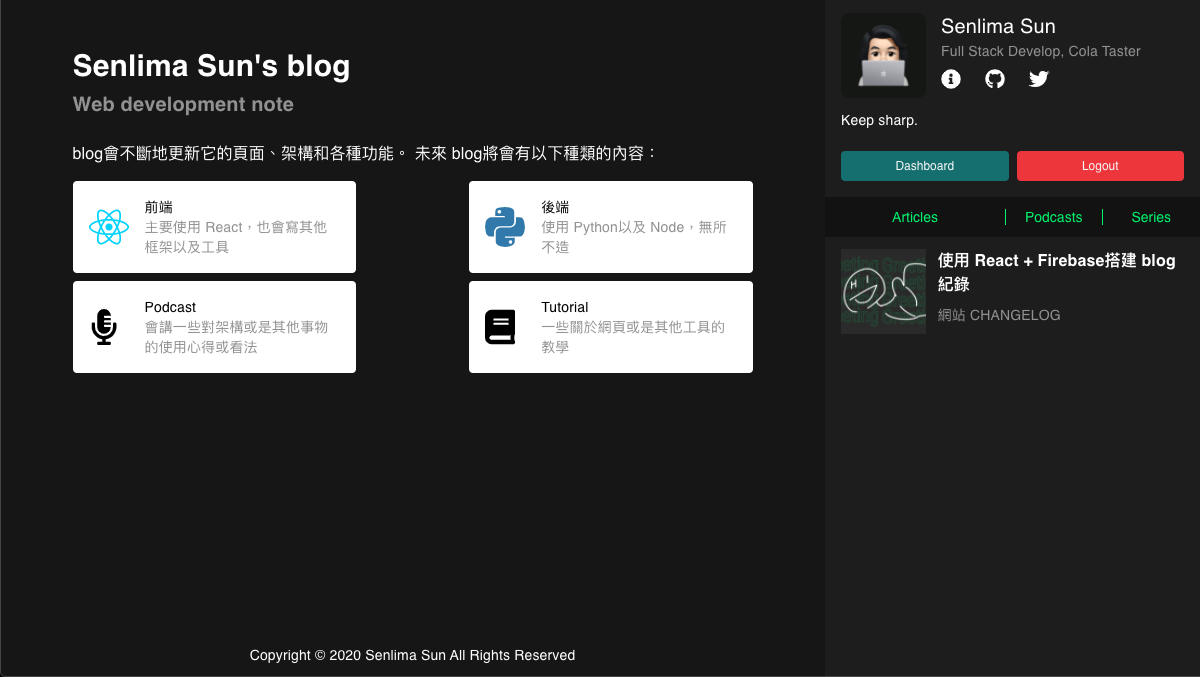 Senlima Sun's blog
Web development note
blog會不斷地更新它的頁面、架構和各種功能。 未來 blog將會有以下種類的內容：
前端
主要使用 React，也會寫其他
框架以及工具
後端
使用 Python以及 Node，無所
不造
Podcast
會講一些對架構或是其他事物
的使用心得或看法
Tutorial
一些關於網頁或是其他工具的
教學
Copyright © 2020 Senlima Sun All Rights Reserved
Senlima Sun
Full Stack Develop, Cola Taster
Keep sharp.
Dashboard
Logout
Articles
Podcasts
Series
HI
使用 React + Firebase搭建 blog
紀錄
網站 CHANGELOG